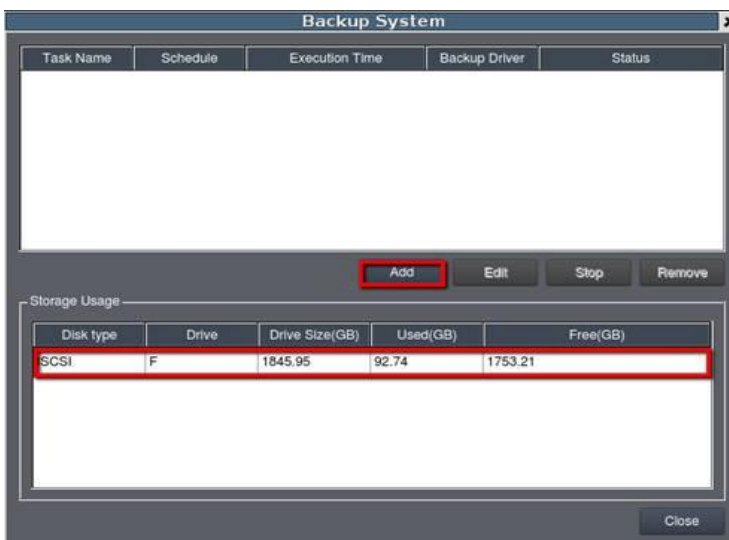 Backup System
Task Name Schedule Execution Time Backup Driver Status
Add Edit Stop Remove
Storage Usage
Disk type Drive Drive Size(GB) Used(GB) Free(GB)
SCSI F 1845.95 92.74 1753.21
Close